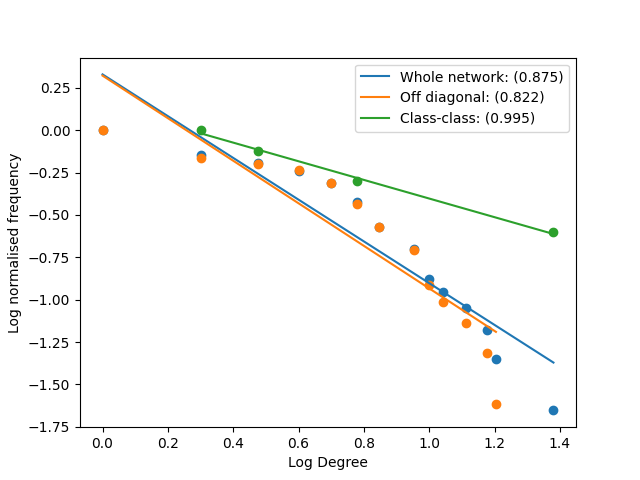 Whole network: (0.875)
Off diagonal: (0.822)
Class-class: (0.995)
Log normalised frequency
0.25
0.00
−0.25
−0.50
−0.75
−1.00
−1.25
−1.50
−1.75
0.0 0.2 0.4 0.6 0.8 1.0 1.2 1.4
Log Degree